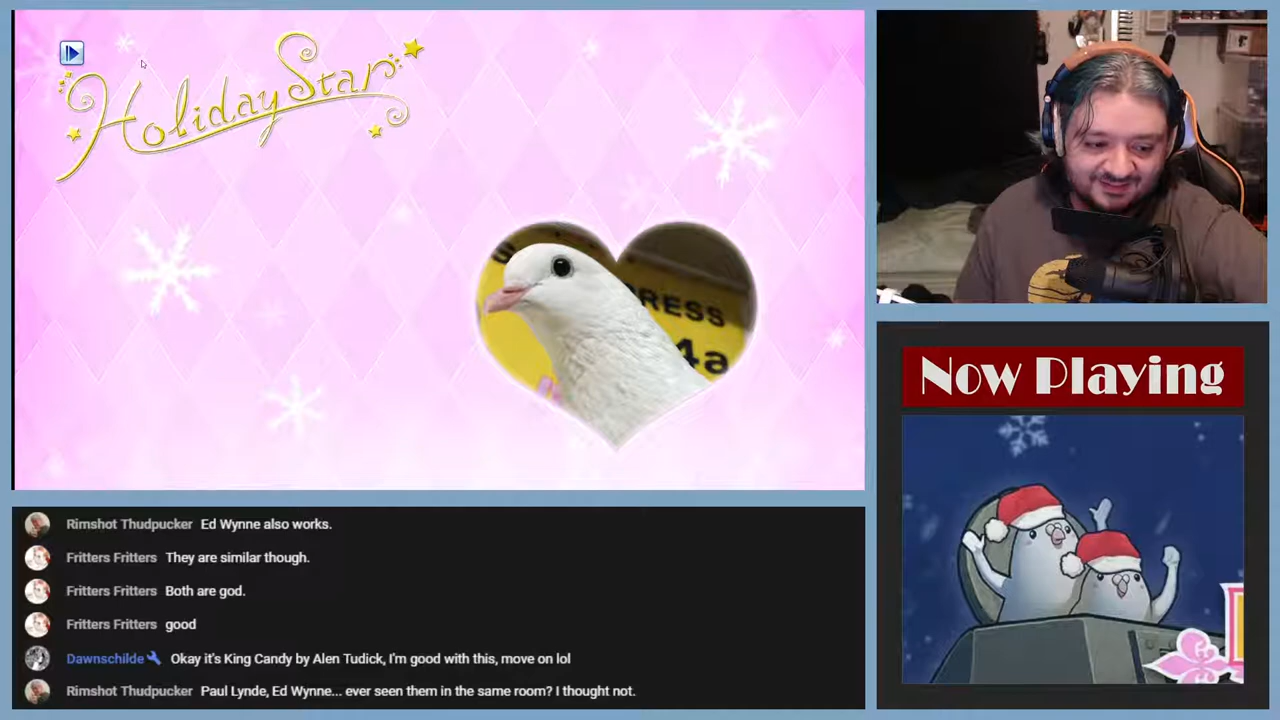 Holiday Star
RESS
4a
Now Playing
Rimshot Thudpucker Ed Wynne also works.
Fritters Fritters They are similar though.
Fritters Fritters Both are god.
Fritters Fritters good
Dawnschilde Okay it's King Candy by Alen Tudick, I'm good with this, move on lol
Rimshot Thudpucker Paul Lynde, Ed Wynne... ever seen them in the same room? I thought not.